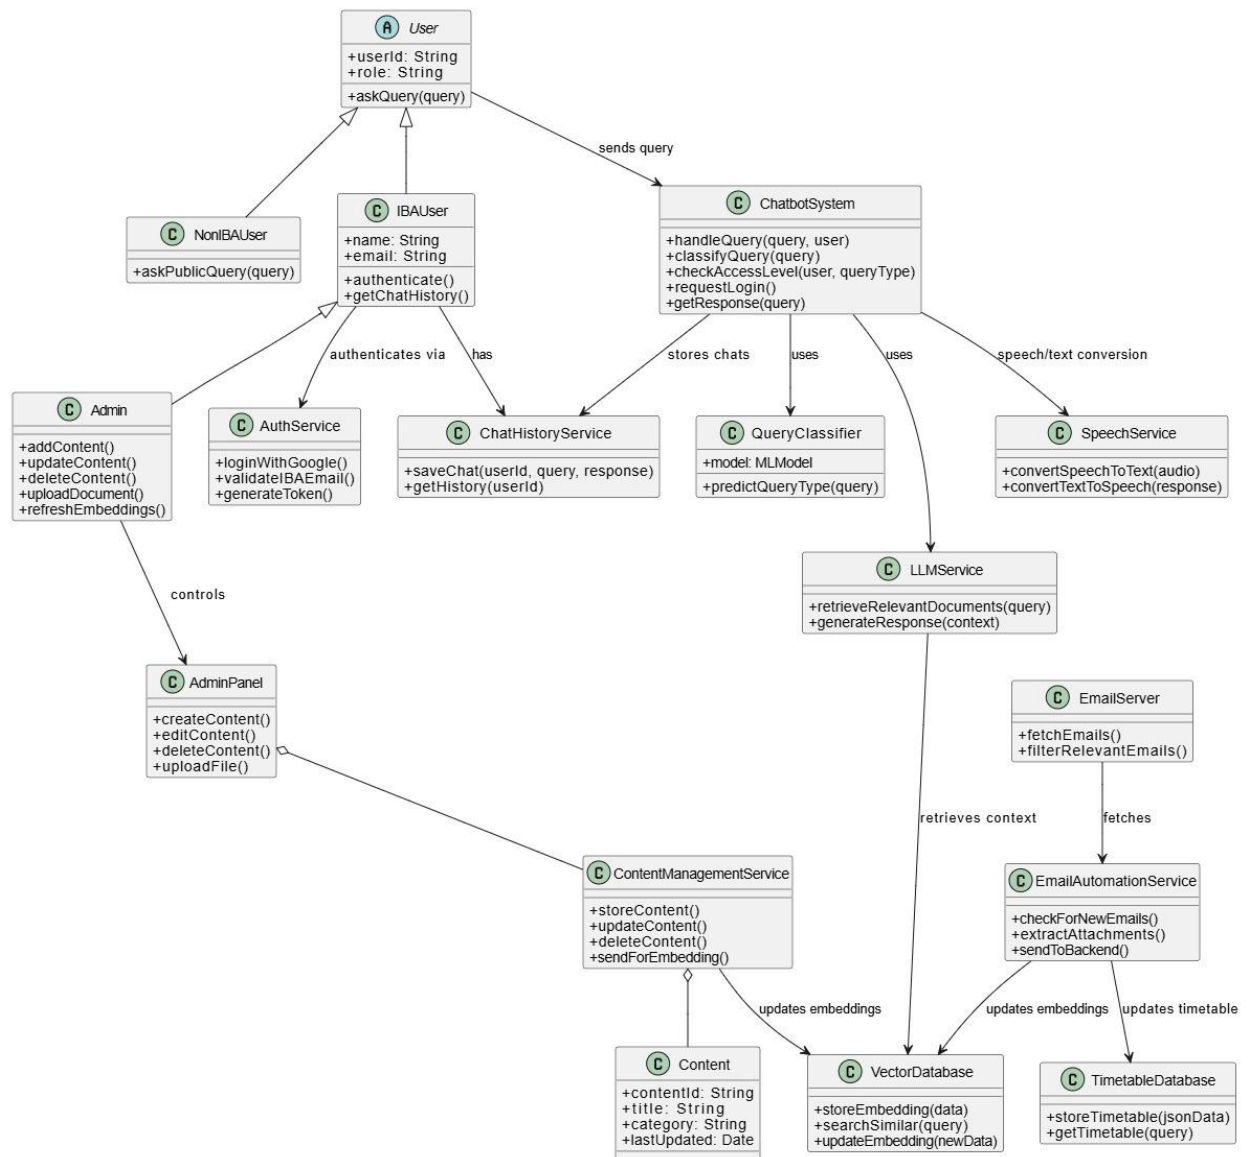 A User
+userId: String
+role: String
+askQuery(query)
sends query
C NonIBAUser
+askPublicQuery(query)
C IBAUser
+name: String
+email: String
+authenticate()
+getChatHistory()
C ChatbotSystem
+handleQuery(query, user)
+classifyQuery(query)
+checkAccessLevel(user, queryType)
+requestLogin()
+getResponse(query)
authenticates via
has
stores chats
uses
uses
speech/text conversion
C Admin
+addContent()
+updateContent()
+deleteContent()
+uploadDocument()
+refreshEmbeddings()
C AuthService
+loginWithGoogle()
+validateIBAEmail()
+generateToken()
C ChatHistoryService
+saveChat(userId, query, response)
+getHistory(userId)
C QueryClassifier
+model: MLModel
+predictQueryType(query)
C SpeechService
+convertSpeechToText(audio)
+convertTextToSpeech(response)
controls
C LLMService
+retrieveRelevantDocuments(query)
+generateResponse(context)
C AdminPanel
+createContent()
+editContent()
+deleteContent()
+uploadFile()
C EmailServer
+fetchEmails()
+filterRelevantEmails()
retrieves context
fetches
C ContentManagementService
+storeContent()
+updateContent()
+deleteContent()
+sendForEmbedding()
C EmailAutomationService
+checkForNewEmails()
+extractAttachments()
+sendToBackend()
updates embeddings
updates embeddings
updates timetable
C Content
+contentId: String
+title: String
+category: String
+lastUpdated: Date
C VectorDatabase
+storeEmbedding(data)
+searchSimilar(query)
+updateEmbedding(newData)
C TimetableDatabase
+storeTimetable(jsonData)
+getTimetable(query)